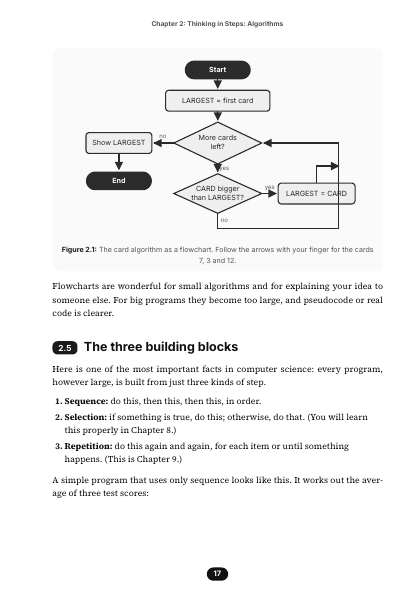 Chapter 2: Thinking in Steps: Algorithms
Start
LARGEST = first card
More cards
left?
no
Show LARGEST
yes
End
CARD bigger
than LARGEST?
yes
LARGEST = CARD
no
Figure 2.1: The card algorithm as a flowchart. Follow the arrows with your finger for the cards
7, 3 and 12.
Flowcharts are wonderful for small algorithms and for explaining your idea to
someone else. For big programs they become too large, and pseudocode or real
code is clearer.
2.5 The three building blocks
Here is one of the most important facts in computer science: every program,
however large, is built from just three kinds of step.
1. Sequence: do this, then this, then this, in order.
2. Selection: if something is true, do this; otherwise, do that. (You will learn
this properly in Chapter 8.)
3. Repetition: do this again and again, for each item or until something
happens. (This is Chapter 9.)
A simple program that uses only sequence looks like this. It works out the aver-
age of three test scores:
17